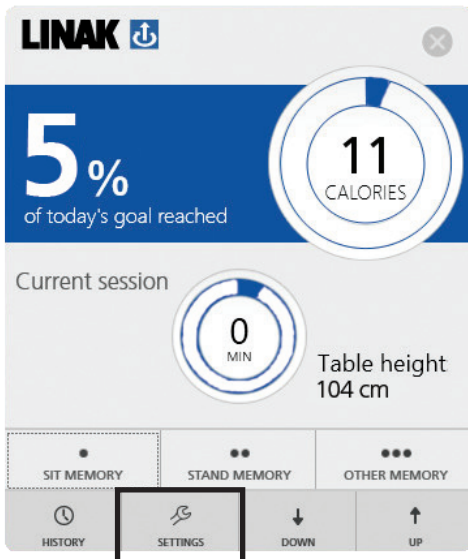 LINAK
5%
of today's goal reached
11
CALORIES
Current session
0
MIN
Table height
104 cm
SIT MEMORY
STAND MEMORY
OTHER MEMORY
HISTORY
SETTINGS
DOWN
UP